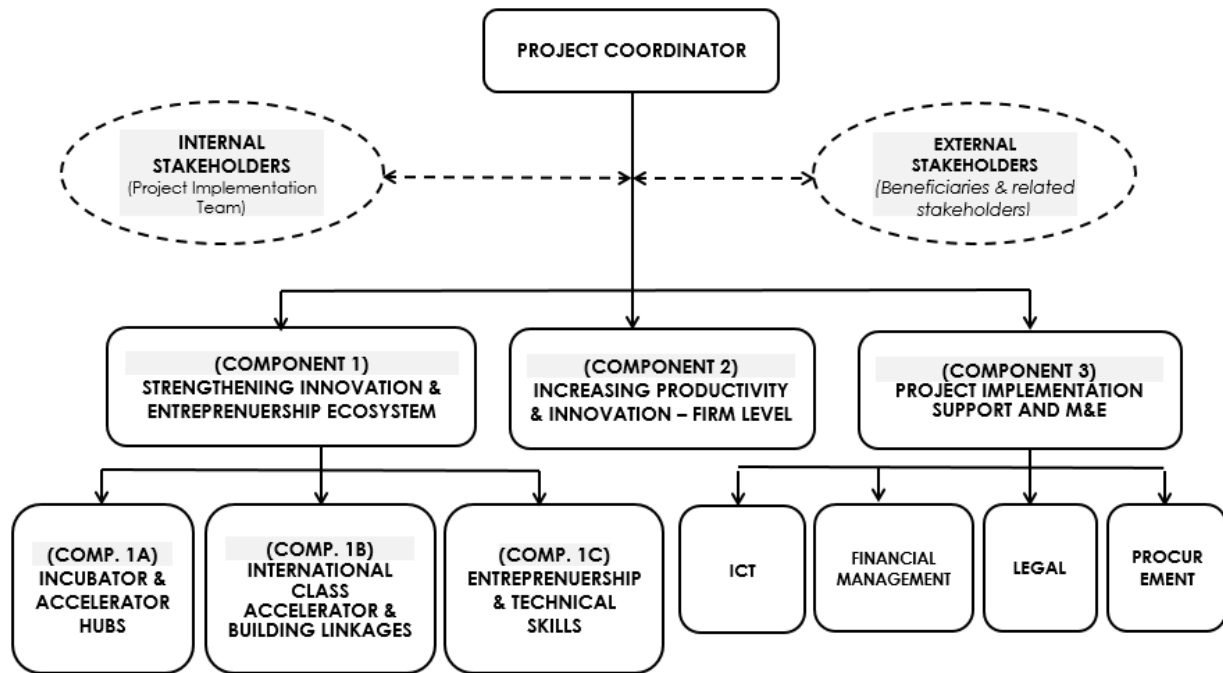 PROJECT COORDINATOR
INTERNAL
STAKEHOLDERS
(Project Implementation
Team)
EXTERNAL
STAKEHOLDERS
(Beneficiaries & related
stakeholders)
(COMPONENT 1)
STRENGTHENING INNOVATION &
ENTREPRENUERSHIP ECOSYSTEM
(COMPONENT 2)
INCREASING PRODUCTIVITY
& INNOVATION – FIRM LEVEL
(COMPONENT 3)
PROJECT IMPLEMENTATION
SUPPORT AND M&E
(COMP. 1A)
INCUBATOR &
ACCELERATOR
HUBS
(COMP. 1B)
INTERNATIONAL
CLASS
ACCELERATOR &
BUILDING LINKAGES
(COMP. 1C)
ENTREPRENUERSHIP
& TECHNICAL
SKILLS
ICT
FINANCIAL
MANAGEMENT
LEGAL
PROCUR
EMENT